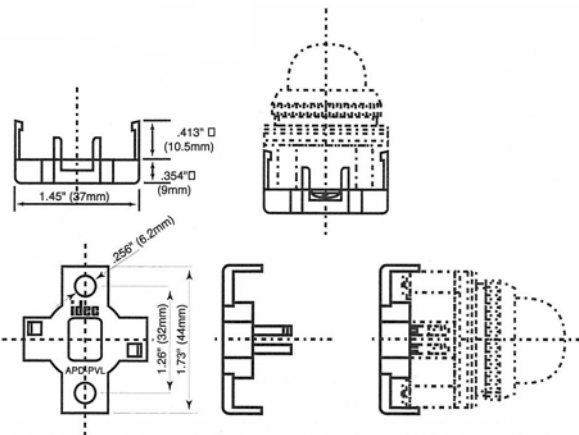 .413" □
(10.5mm)
.354"□
(9mm)
1.45" (37mm)
.256" (6.2mm)
idec
APD PVL
1.26" (32mm)
1.73" (44mm)